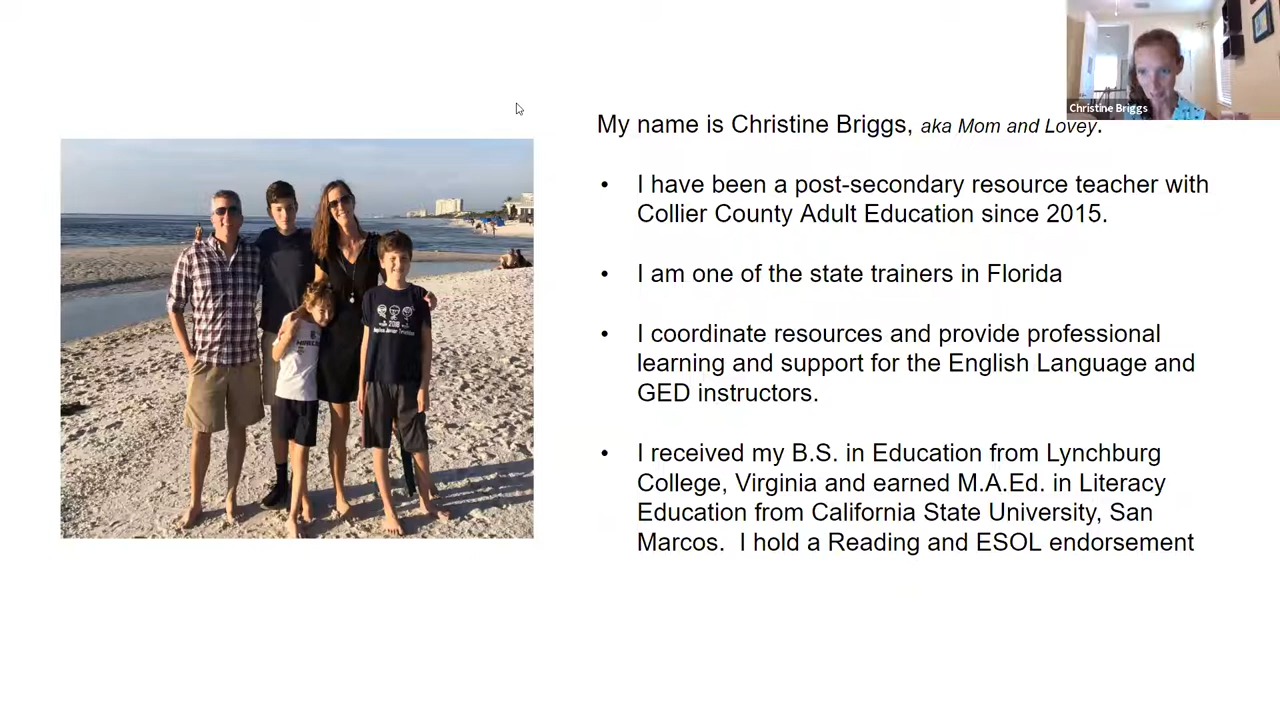 Christine Briggs
My name is Christine Briggs, aka Mom and Lovey.
• I have been a post-secondary resource teacher with
Collier County Adult Education since 2015.
• I am one of the state trainers in Florida
• I coordinate resources and provide professional
learning and support for the English Language and
GED instructors.
• I received my B.S. in Education from Lynchburg
College, Virginia and earned M.A.Ed. in Literacy
Education from California State University, San
Marcos.  I hold a Reading and ESOL endorsement